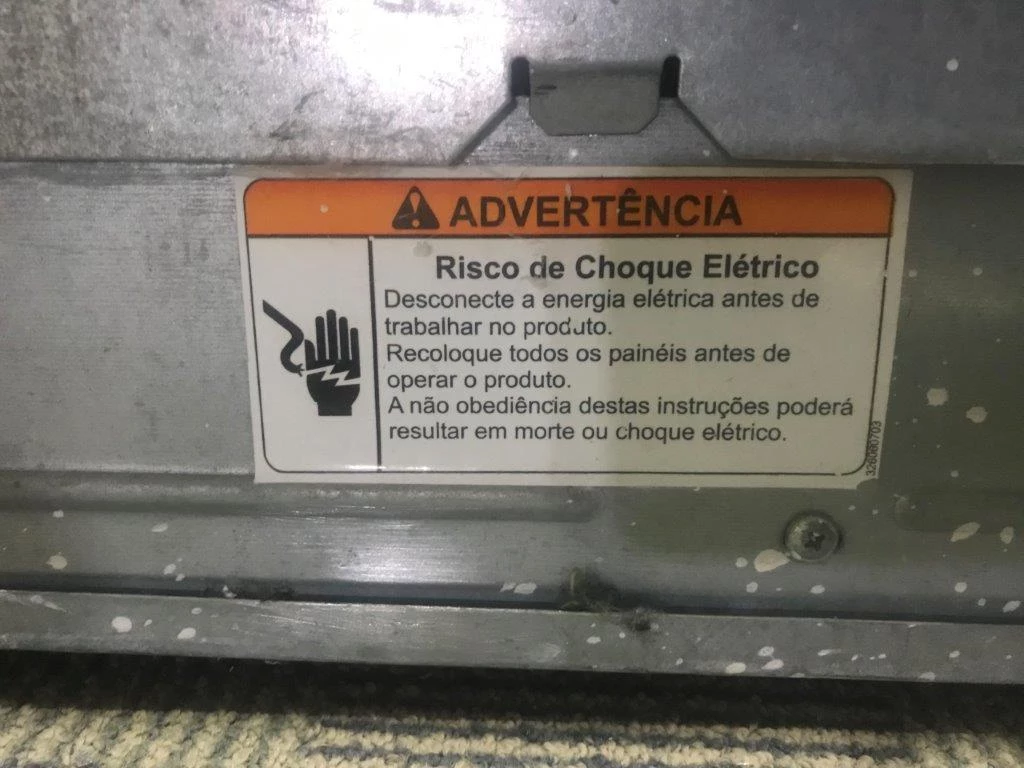 ADVERTÊNCIA
Risco de Choque Elétrico
Desconecte a energia elétrica antes de
trabalhar no produto.
Recoloque todos os painéis antes de
operar o produto.
A não obediência destas instruções poderá
resultar em morte ou choque elétrico.
326080703